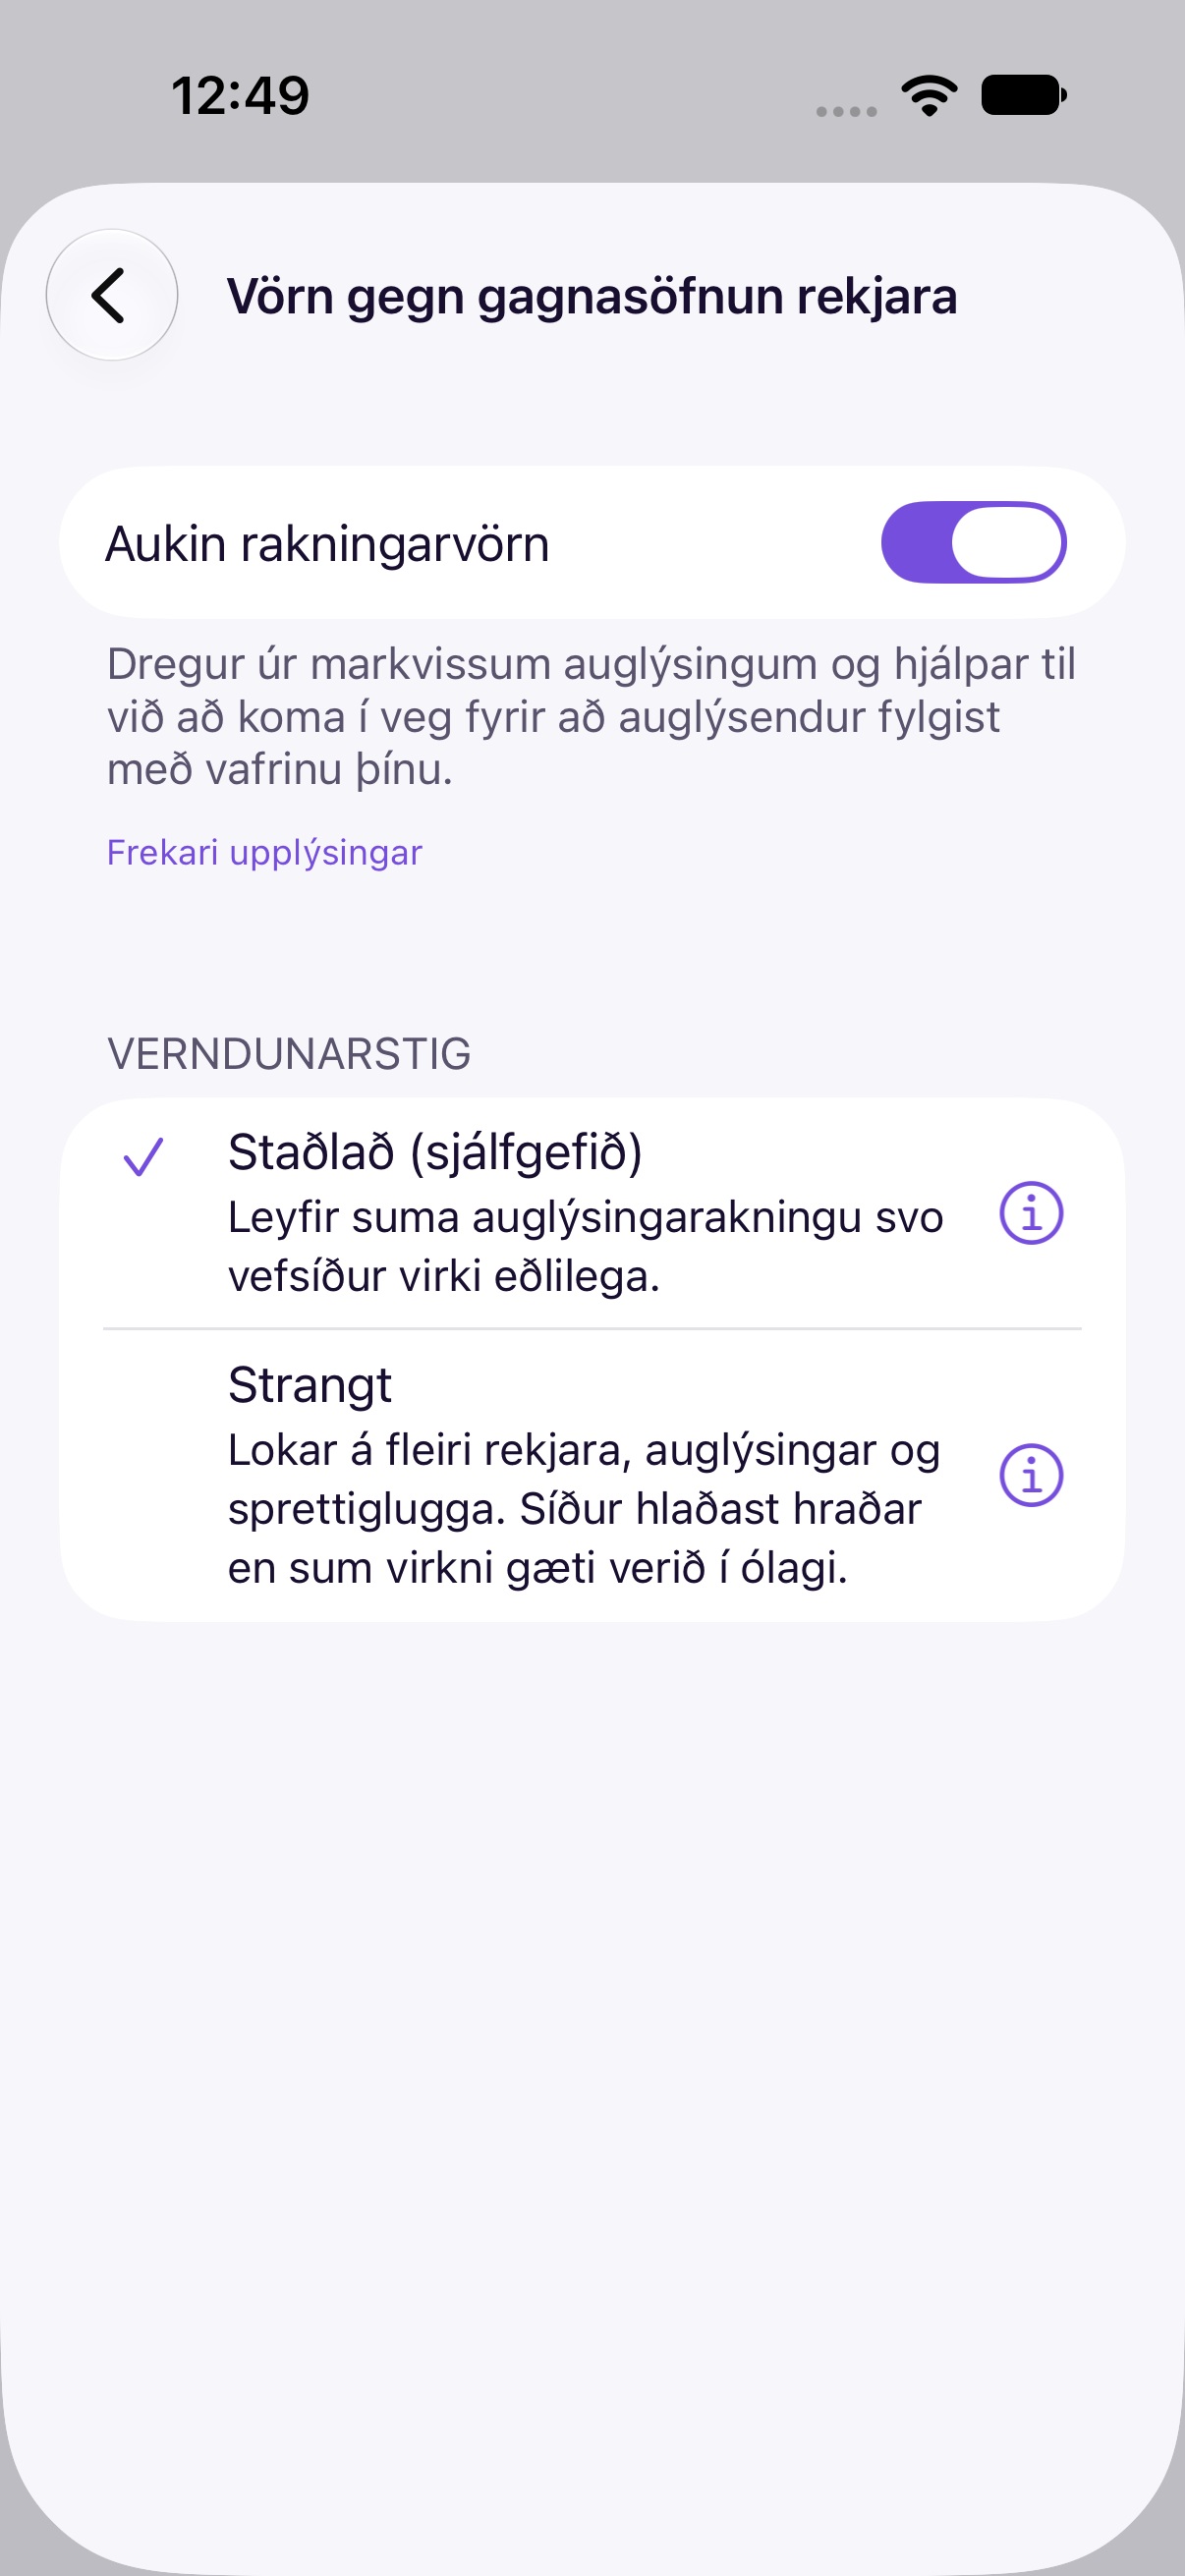 12:49
Vörn gegn gagnasöfnun rekjara
Aukin rakningarvörn
Dregur úr markvissum auglýsingum og hjálpar til
við að koma í veg fyrir að auglýsendur fylgist
með vafrinu þínu.
Frekari upplýsingar
VERNDUNARSTIG
Staðlað (sjálfgefið)
Leyfir suma auglýsingarakningu svo
vefsíður virki eðlilega.
Strangt
Lokar á fleiri rekjara, auglýsingar og
sprettiglugga. Síður hlaðast hraðar
en sum virkni gæti verið í ólagi.